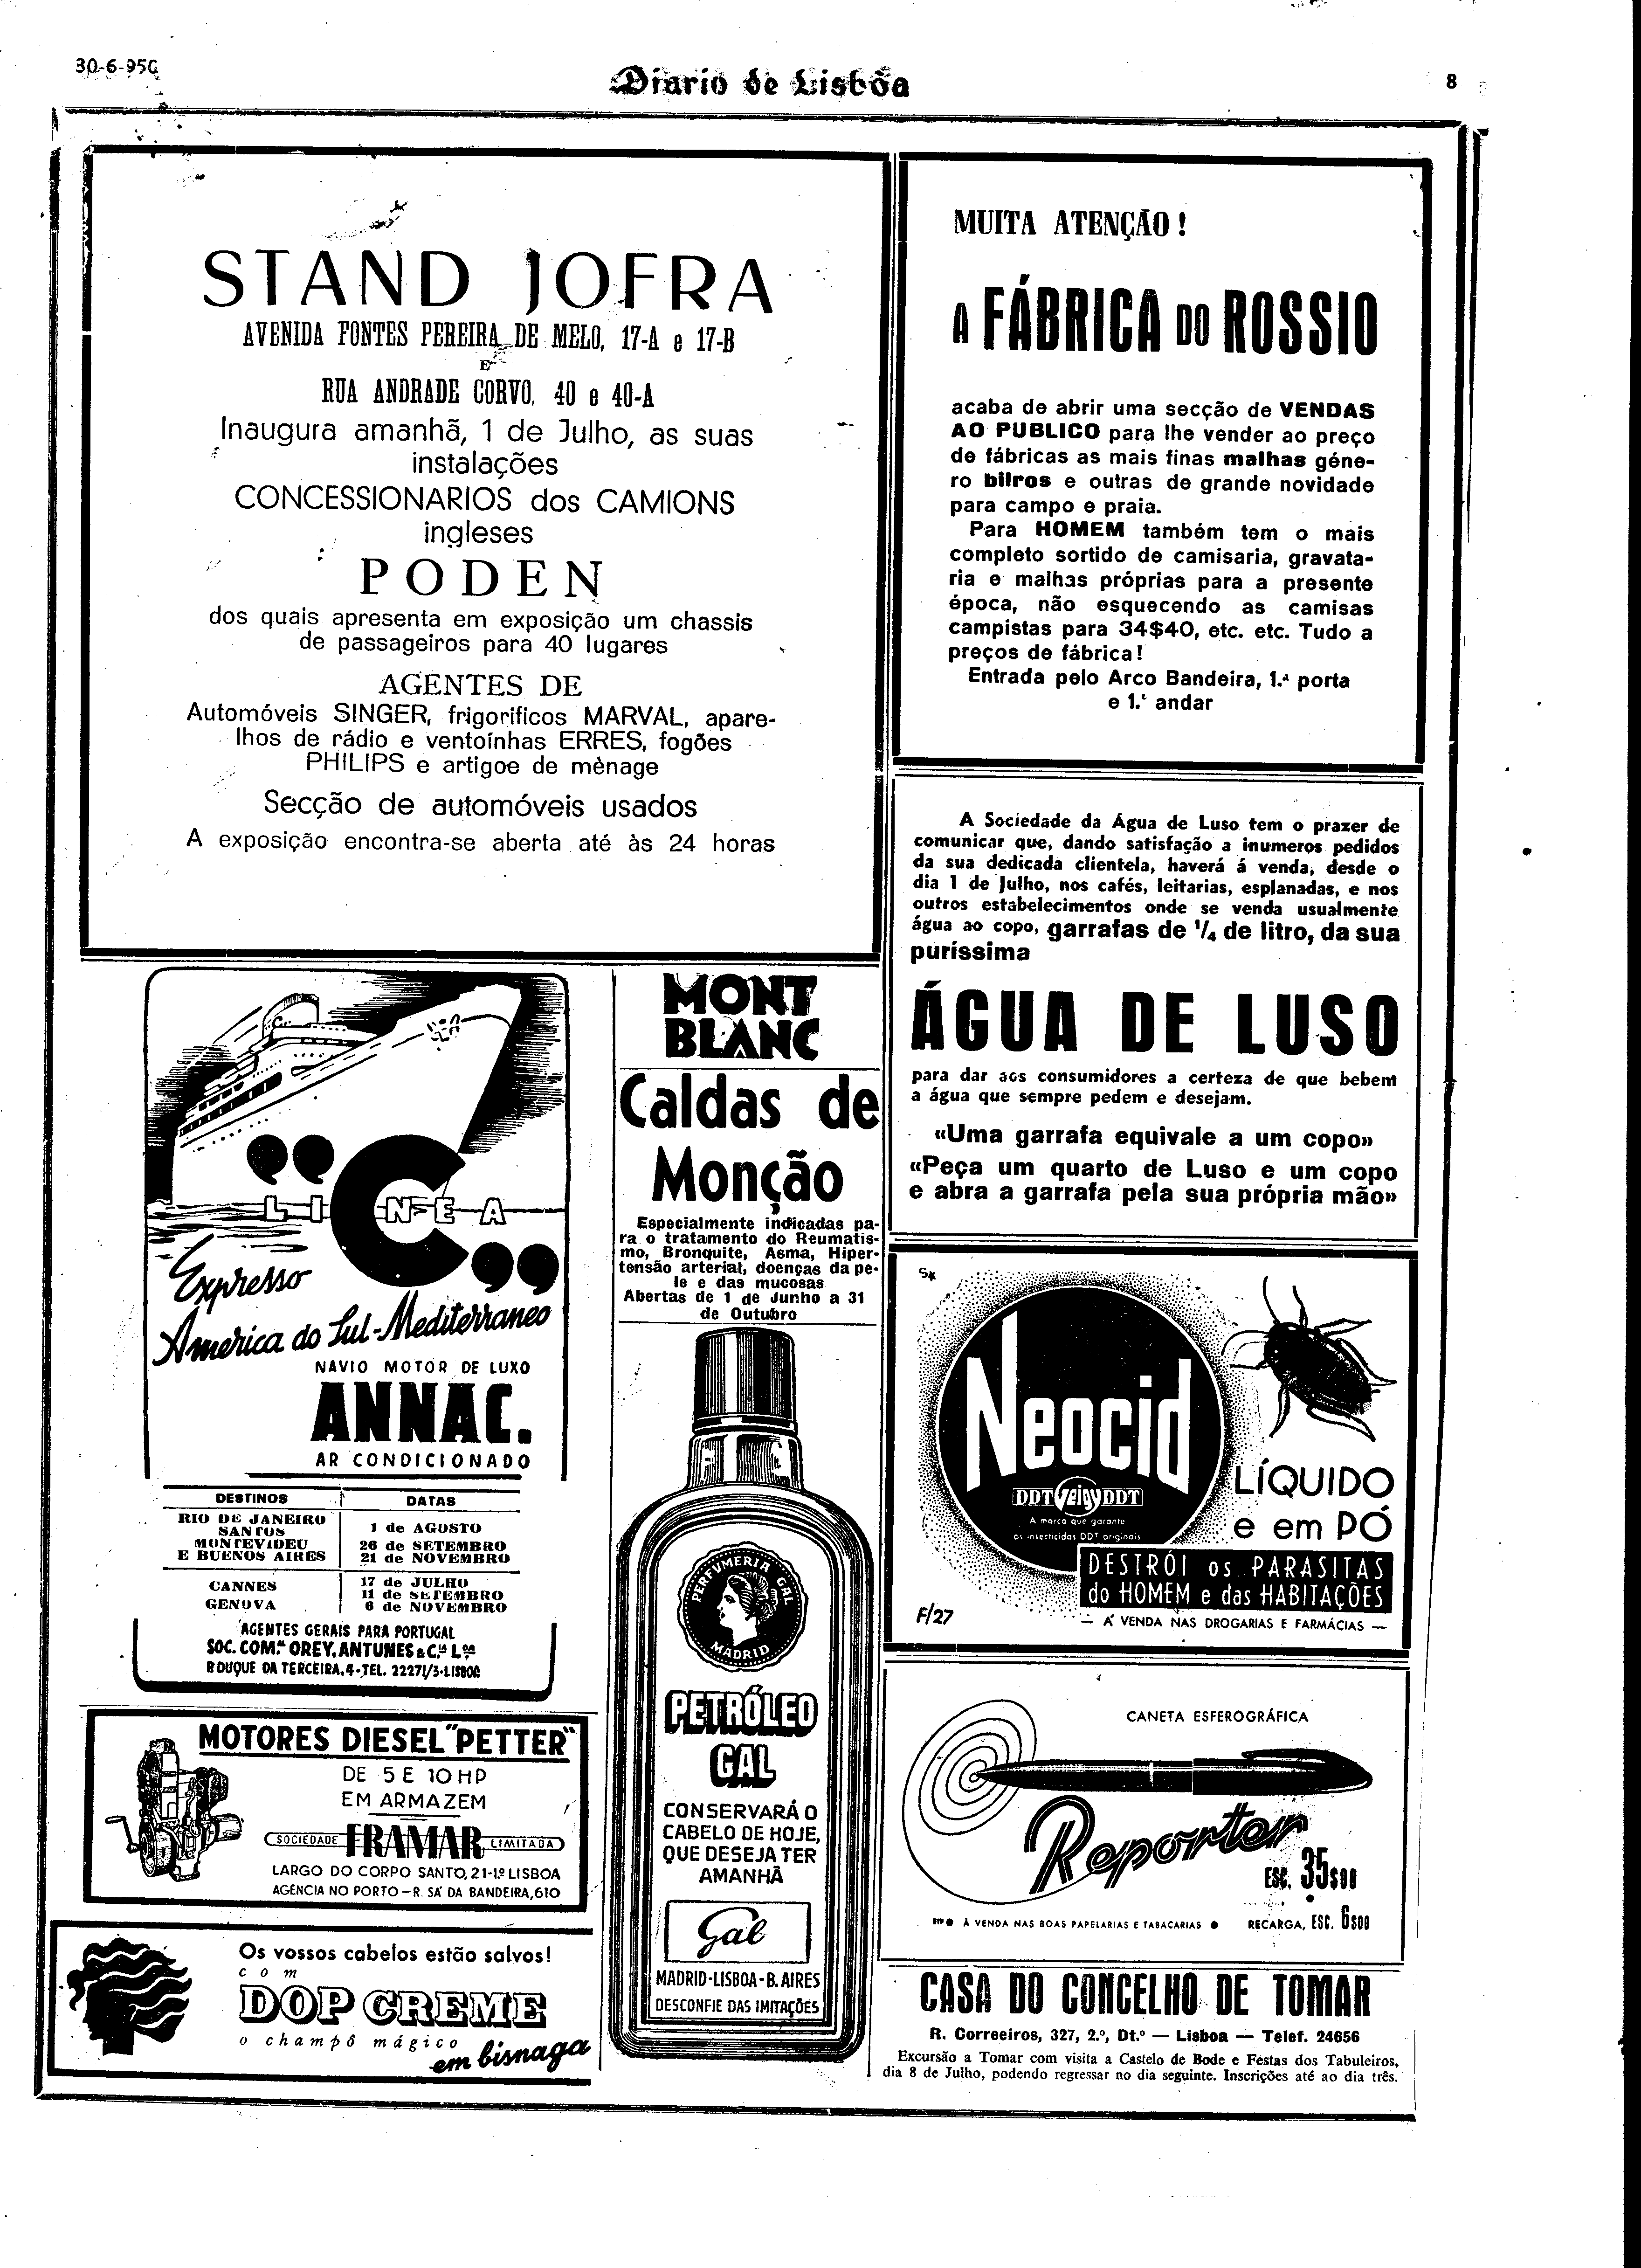 30-6-950
Diario de Lisbôa
8
STAND JOFRA
AVENIDA FONTES PEREIRA DE MELO, 17-A e 17-B
E
RUA ANDRADE CORVO, 40 e 40-A
Inaugura amanhã, 1 de Julho, as suas
instalações
CONCESSIONARIOS dos CAMIONS
ingleses
PODEN
dos quais apresenta em exposição um chassis
de passageiros para 40 lugares
AGENTES DE
Automóveis SINGER, frigorificos MARVAL, apare-
lhos de rádio e ventoínhas ERRES, fogões
PHILIPS e artigoe de mènage
Secção de automóveis usados
A exposição encontra-se aberta até às 24 horas
MUITA ATENÇÃO!
A FÁBRICA DO ROSSIO
acaba de abrir uma secção de VENDAS
AO PUBLICO para lhe vender ao preço
de fábricas as mais finas malhas géne-
ro bilros e outras de grande novidade
para campo e praia.
Para HOMEM também tem o mais
completo sortido de camisaria, gravata-
ria e malhas próprias para a presente
época, não esquecendo as camisas
campistas para 34$40, etc. etc. Tudo a
preços de fábrica!
Entrada pelo Arco Bandeira, 1.ª porta
e 1.º andar
A Sociedade da Água de Luso tem o prazer de
comunicar que, dando satisfação a inumeros pedidos
da sua dedicada clientela, haverá á venda, desde o
dia 1 de Julho, nos cafés, leitarias, esplanadas, e nos
outros estabelecimentos onde se venda usualmente
água ao copo, garrafas de 1/4 de litro, da sua
puríssima
ÁGUA DE LUSO
para dar aos consumidores a certeza de que bebem
a água que sempre pedem e desejam.
«Uma garrafa equivale a um copo»
«Peça um quarto de Luso e um copo
e abra a garrafa pela sua própria mão»
"C"
LINEA
Expresso
America do Sul-Mediterraneo
NAVIO MOTOR DE LUXO
ANNA C.
AR CONDICIONADO
DESTINOS DATAS
RIO DE JANEIRO
SANTOS
MONTEVIDEU
E BUENOS AIRES
1 de AGOSTO
26 de SETEMBRO
21 de NOVEMBRO
CANNES
GENOVA
17 de JULHO
11 de SETEMBRO
6 de NOVEMBRO
AGENTES GERAIS PARA PORTUGAL
SOC. COM.AL OREY, ANTUNES & C.ia L.da
R DUQUE DA TERCEIRA, 4-TEL. 22271/3-LISBOA
MONT
BLANC
Caldas de
Monção
Especialmente indicadas pa-
ra o tratamento do Reumatis-
mo, Bronquite, Asma, Hiper-
tensão arterial, doenças da pe-
le e das mucosas
Abertas de 1 de Junho a 31
de Outubro
PERFUMERIA GAL
MADRID
PETRÓLEO
GAL
CONSERVARÁ O
CABELO DE HOJE,
QUE DESEJA TER
AMANHÃ
Gal
MADRID-LISBOA-B. AIRES
DESCONFIE DAS IMITAÇÕES
Neocid
DDT Geigy DDT
A marca que garante
os insecticidas DDT originais
LÍQUIDO
e em PÓ
DESTRÓI os PARASITAS
do HOMEM e das HABITAÇÕES
F/27
— Á VENDA NAS DROGARIAS E FARMÁCIAS —
MOTORES DIESEL "PETTER"
DE 5 E 10 HP
EM ARMAZEM
SOCIEDADE FRAMAR LIMITADA
LARGO DO CORPO SANTO, 21-1.º LISBOA
AGÊNCIA NO PORTO - R. SÁ DA BANDEIRA, 610
Os vossos cabelos estão salvos!
com
DOP CREME
o champô mágico
em bisnaga
CANETA ESFEROGRÁFICA
Reporter
ESC. 35$00
● À VENDA NAS BOAS PAPELARIAS E TABACARIAS ●
RECARGA, ESC. 6$00
CASA DO CONCELHO DE TOMAR
R. Correeiros, 327, 2.º, Dt.º — Lisboa — Telef. 24656
Excursão a Tomar com visita a Castelo de Bode e Festas dos Tabuleiros,
dia 8 de Julho, podendo regressar no dia seguinte. Inscrições até ao dia três.